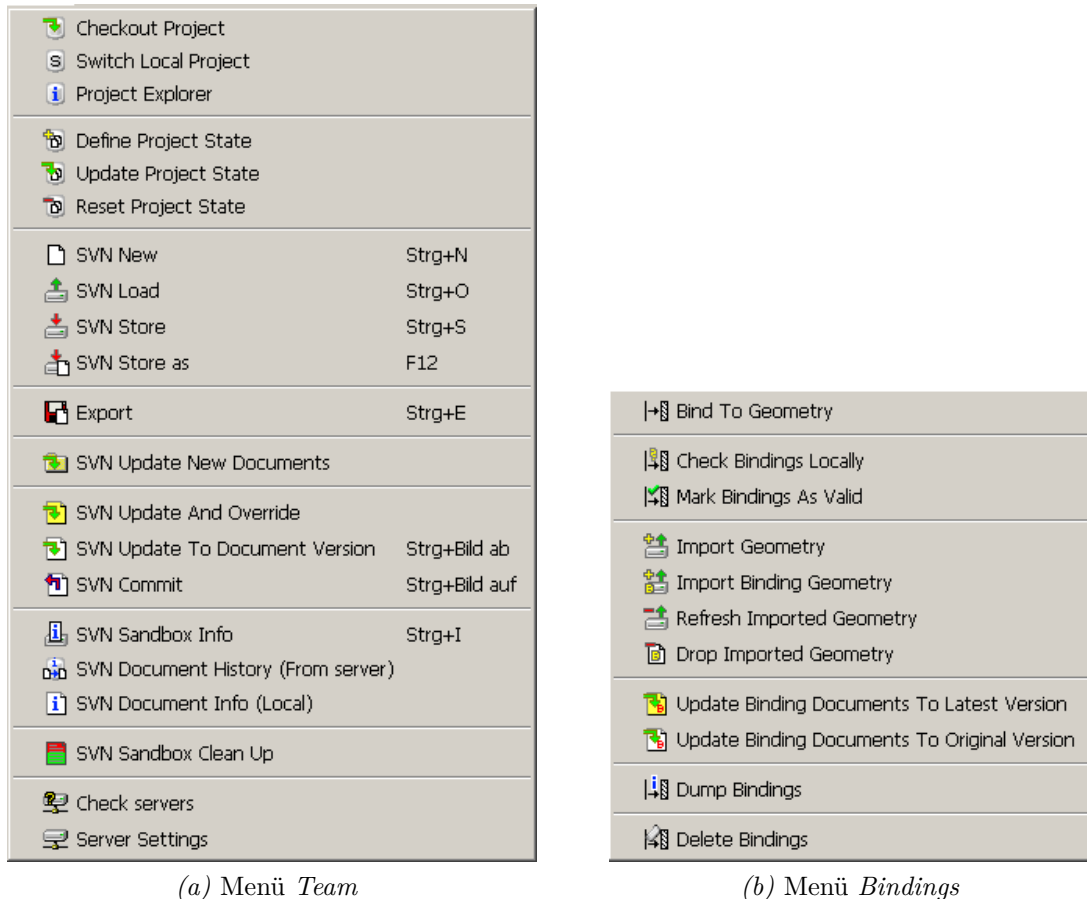 Checkout Project
Switch Local Project
Project Explorer
Define Project State
Update Project State
Reset Project State
SVN New Strg+N
SVN Load Strg+O
SVN Store Strg+S
SVN Store as F12
Export Strg+E
SVN Update New Documents
SVN Update And Override
SVN Update To Document Version Strg+Bild ab
SVN Commit Strg+Bild auf
SVN Sandbox Info Strg+I
SVN Document History (From server)
SVN Document Info (Local)
SVN Sandbox Clean Up
Check servers
Server Settings
(a) Menü Team
Bind To Geometry
Check Bindings Locally
Mark Bindings As Valid
Import Geometry
Import Binding Geometry
Refresh Imported Geometry
Drop Imported Geometry
Update Binding Documents To Latest Version
Update Binding Documents To Original Version
Dump Bindings
Delete Bindings
(b) Menü Bindings